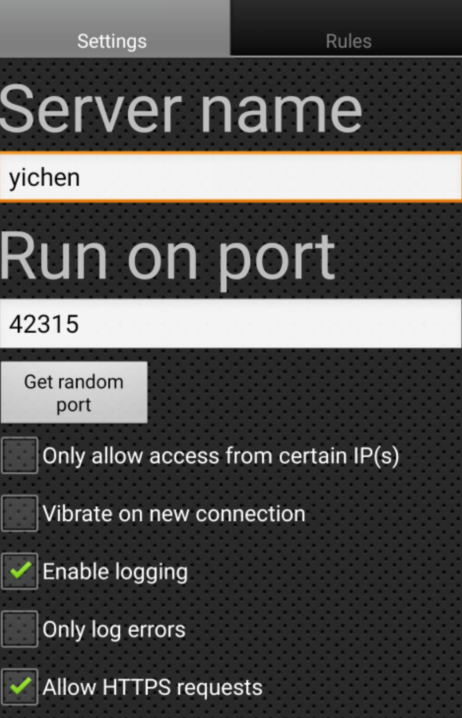 Settings
Rules
Server name
yichen
Run on port
42315
Get random
port
Only allow access from certain IP(s)
Vibrate on new connection
Enable logging
Only log errors
Allow HTTPS requests